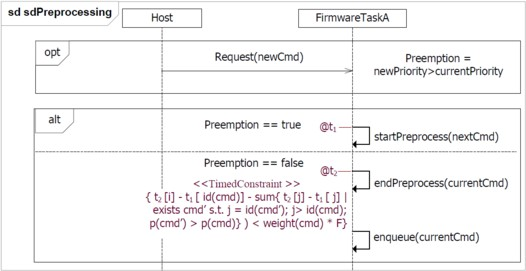 sd sdPreprocessing
Host
FirmwareTaskA
opt
Request(newCmd)
Preemption =
newPriority>currentPriority
alt
Preemption == true
@t₁
startPreprocess(nextCmd)
Preemption == false
@t₂
<<TimedConstraint >>
endPreprocess(currentCmd)
{ t₂ [i] - t₁ [ id(cmd)] - sum{ t₂ [j] - t₁ [ j] |
exists cmd’ s.t. j = id(cmd’); j> id(cmd);
p(cmd’) > p(cmd)} ) < weight(cmd) * F}
enqueue(currentCmd)